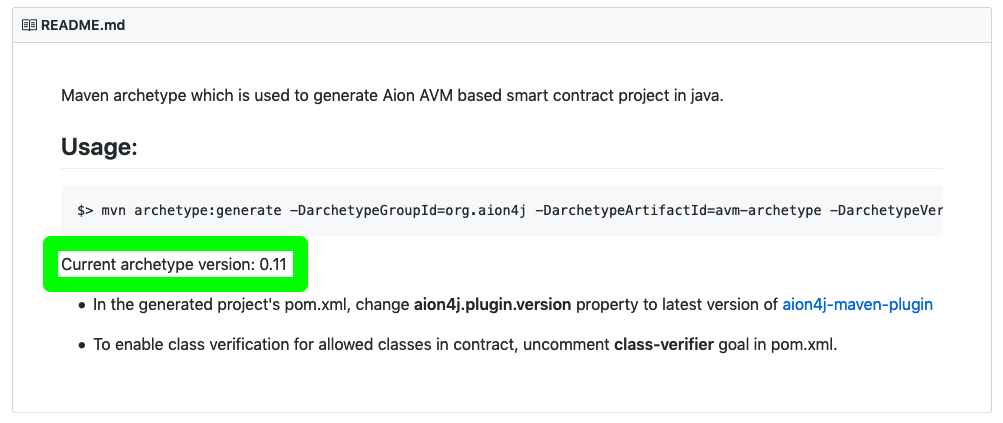 README.md
Maven archetype which is used to generate Aion AVM based smart contract project in java.
Usage:
$> mvn archetype:generate -DarchetypeGroupId=org.aion4j -DarchetypeArtifactId=avm-archetype -DarchetypeVer
Current archetype version: 0.11
• In the generated project's pom.xml, change aion4j.plugin.version property to latest version of aion4j-maven-plugin
• To enable class verification for allowed classes in contract, uncomment class-verifier goal in pom.xml.